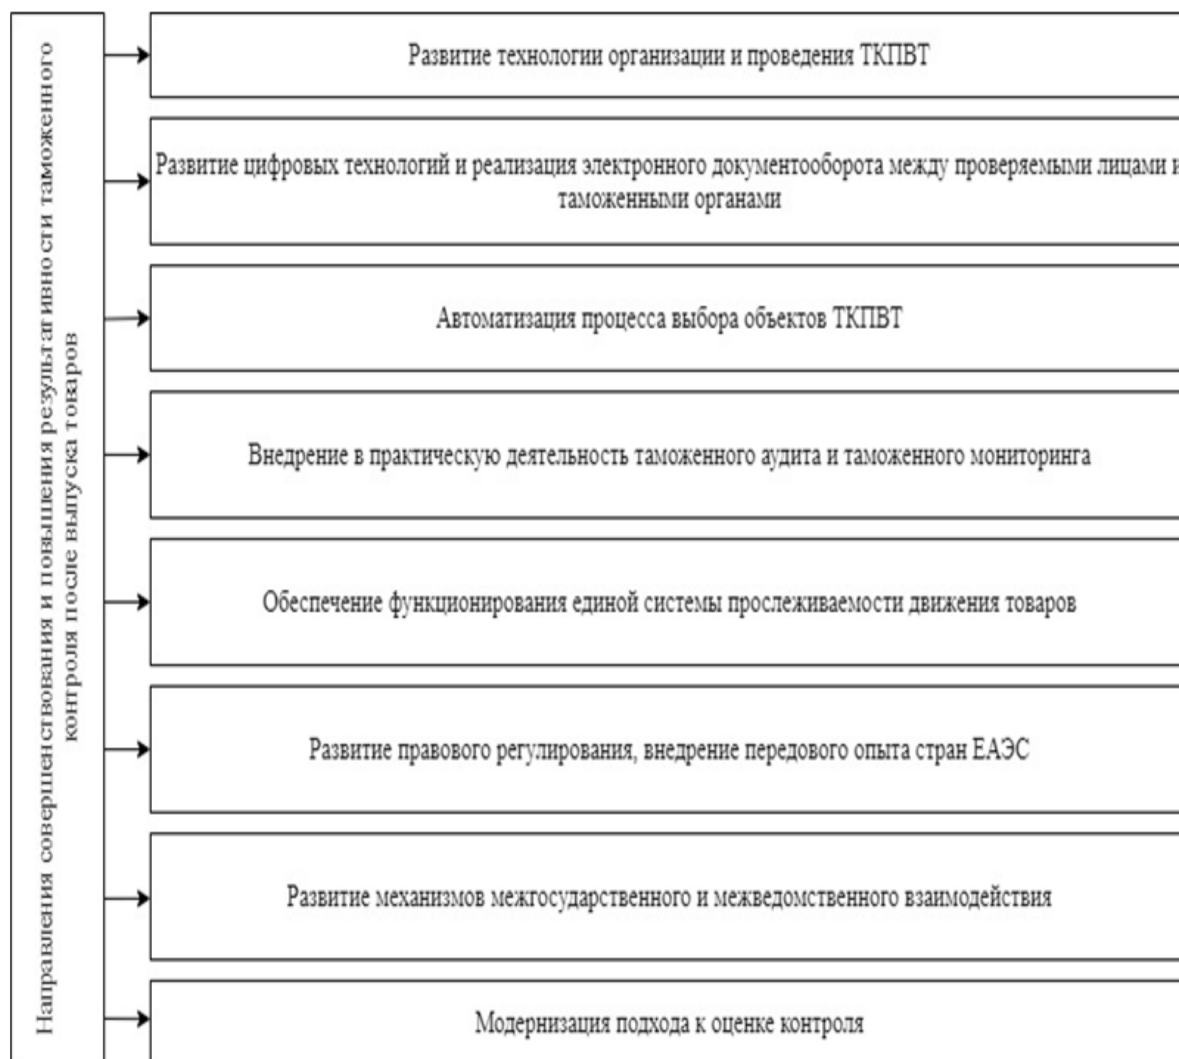 Направления совершенствования и повышения результативности таможенного
контроля после выпуска товаров
Развитие технологии организации и проведения ТКПВТ
Развитие цифровых технологий и реализация электронного документооборота между проверяемыми лицами и
таможенными органами
Автоматизация процесса выбора объектов ТКПВТ
Внедрение в практическую деятельность таможенного аудита и таможенного мониторинга
Обеспечение функционирования единой системы прослеживаемости движения товаров
Развитие правового регулирования, внедрение передового опыта стран ЕАЭС
Развитие механизмов межгосударственного и межведомственного взаимодействия
Модернизация подхода к оценке контроля